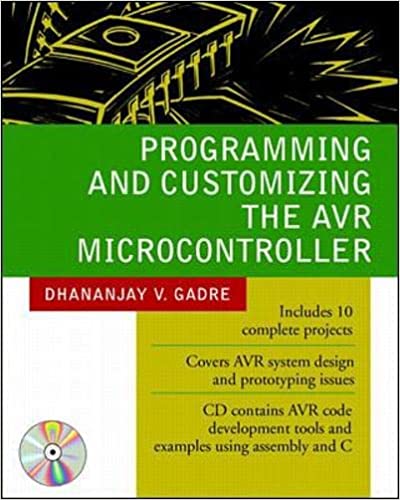 PROGRAMMING
AND CUSTOMIZING
THE AVR
MICROCONTROLLER
DHANANJAY V. GADRE
Includes 10
complete projects
Covers AVR system design
and prototyping issues
CD contains AVR code
development tools and
examples using assembly and C